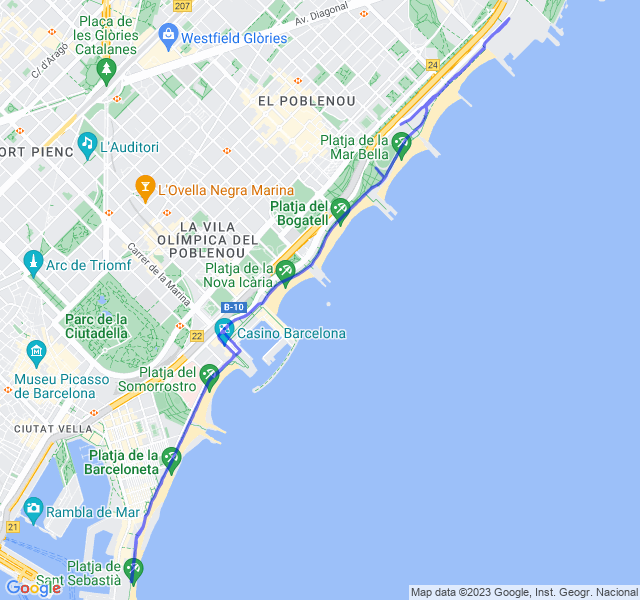 207
Plaça de
les Glòries
Catalanes
Westfield Glòries
Av. Diagonal
C/ d'Aragó
24
EL POBLENOU
Platja de la
Mar Bella
L'Auditori
ORT PIENC
L'Ovella Negra Marina
Platja del
Bogatell
LA VILA
OLÍMPICA DEL
POBLENOU
Carrer de la Marina
Arc de Triomf
Platja de la
Nova Icària
B-10
Parc de la
Ciutadella
22
Casino Barcelona
Museu Picasso
de Barcelona
Platja del
Somorrostro
CIUTAT VELLA
Platja de la
Barceloneta
Rambla de Mar
21
Platja de
Sant Sebastià
Google
Map data ©2023 Google, Inst. Geogr. Nacional